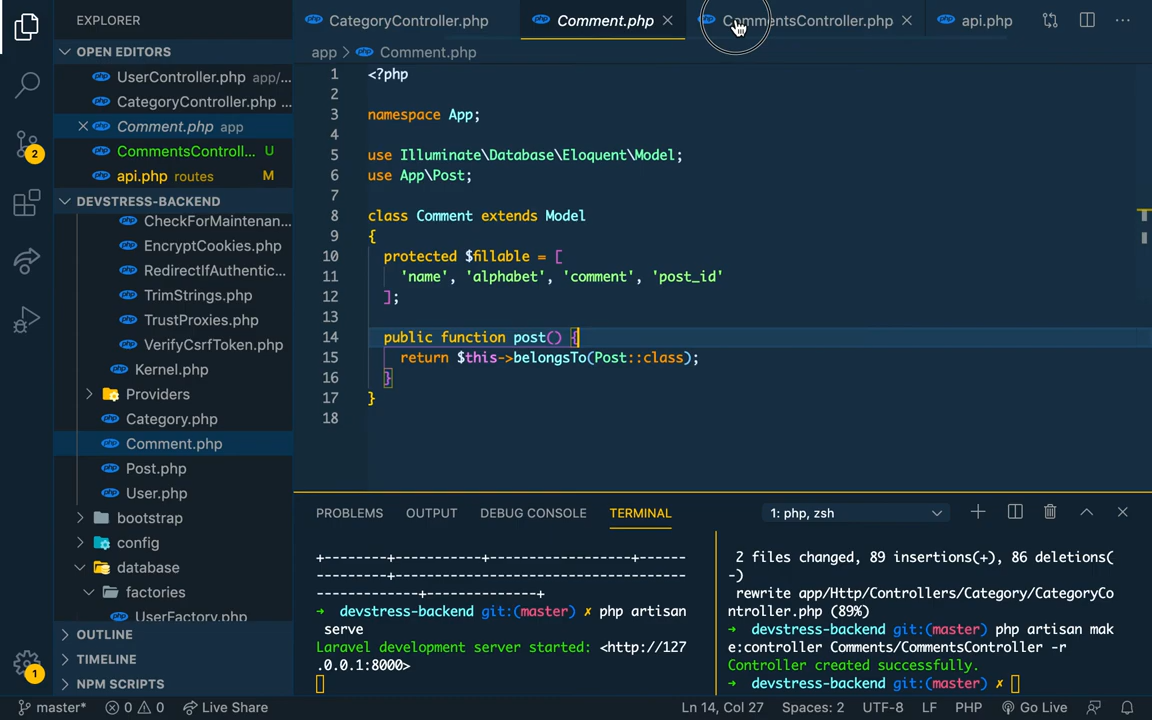 EXPLORER
OPEN EDITORS
UserController.php app/...
CategoryController.php ...
Comment.php app
CommentsControll... U
api.php routes M
DEVSTRESS-BACKEND
CheckForMaintenan...
EncryptCookies.php
RedirectIfAuthentic...
TrimStrings.php
TrustProxies.php
VerifyCsrfToken.php
Kernel.php
Providers
Category.php
Comment.php
Post.php
User.php
bootstrap
config
database
factories
UserFactory.php
OUTLINE
TIMELINE
NPM SCRIPTS
2
1
CategoryController.php
Comment.php
CommentsController.php
api.php
app > Comment.php
1 <?php
2
3 namespace App;
4
5 use Illuminate\Database\Eloquent\Model;
6 use App\Post;
7
8 class Comment extends Model
9 {
10 protected $fillable = [
11 'name', 'alphabet', 'comment', 'post_id'
12 ];
13
14 public function post() {
15 return $this->belongsTo(Post::class);
16 }
17 }
18
PROBLEMS OUTPUT DEBUG CONSOLE TERMINAL 1: php, zsh
+--------+-----------+------------------+------
---------+-------------------------------------
-------------+--------------+
→ devstress-backend git:(master) ✗ php artisan
serve
Laravel development server started: <http://127
.0.0.1:8000>
2 files changed, 89 insertions(+), 86 deletions(
-)
rewrite app/Http/Controllers/Category/CategoryCo
ntroller.php (89%)
→ devstress-backend git:(master) php artisan mak
e:controller Comments/CommentsController -r
Controller created successfully.
→ devstress-backend git:(master) ✗
master* 0 0 Live Share Ln 14, Col 27 Spaces: 2 UTF-8 LF PHP Go Live